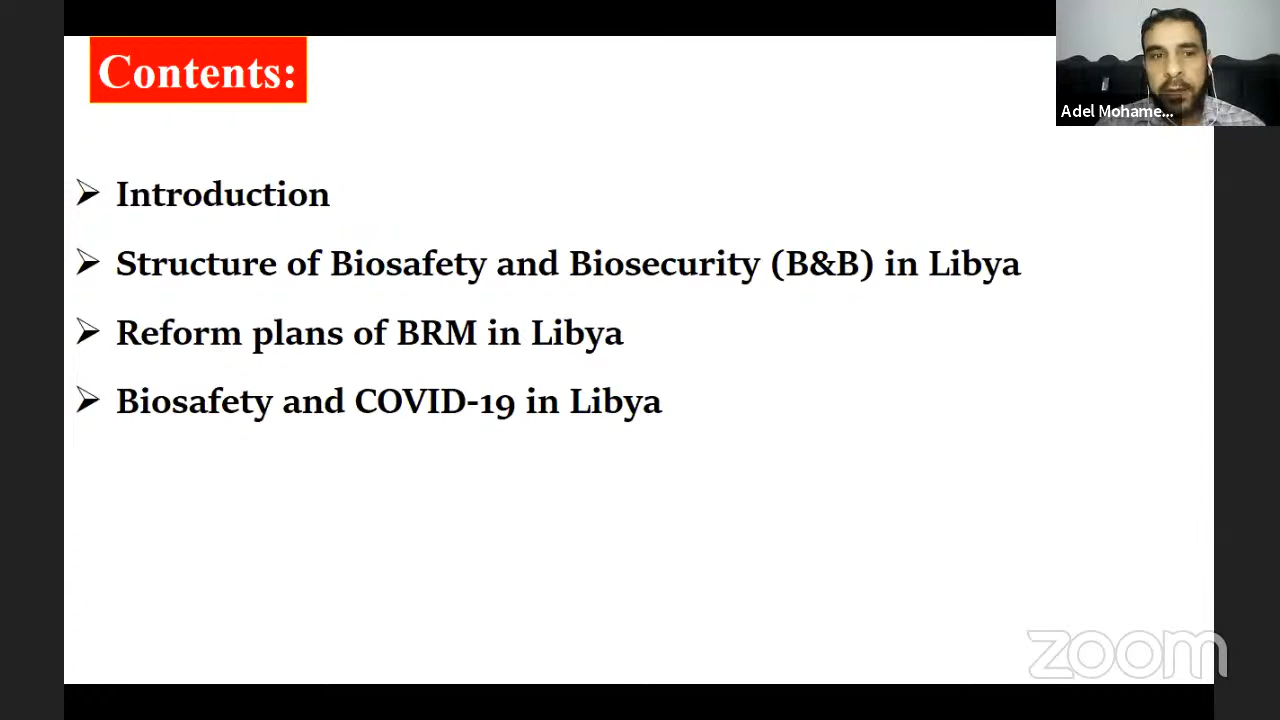 Contents:
Adel Mohame...
Introduction
Structure of Biosafety and Biosecurity (B&B) in Libya
Reform plans of BRM in Libya
Biosafety and COVID-19 in Libya
zoom